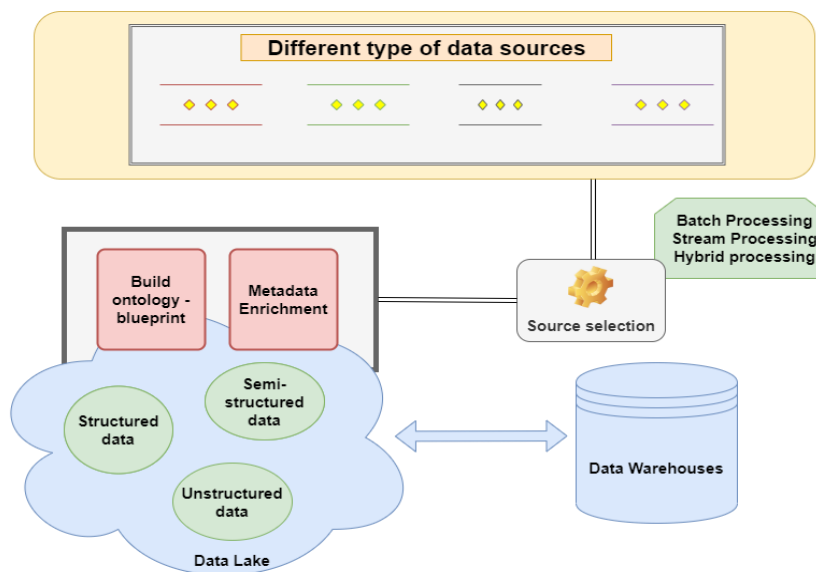 Different type of data sources
Batch Processing
Stream Processing
Hybrid processing
Build
ontology -
blueprint
Metadata
Enrichment
Source selection
Semi-
structured
data
Structured
data
Unstructured
data
Data Warehouses
Data Lake